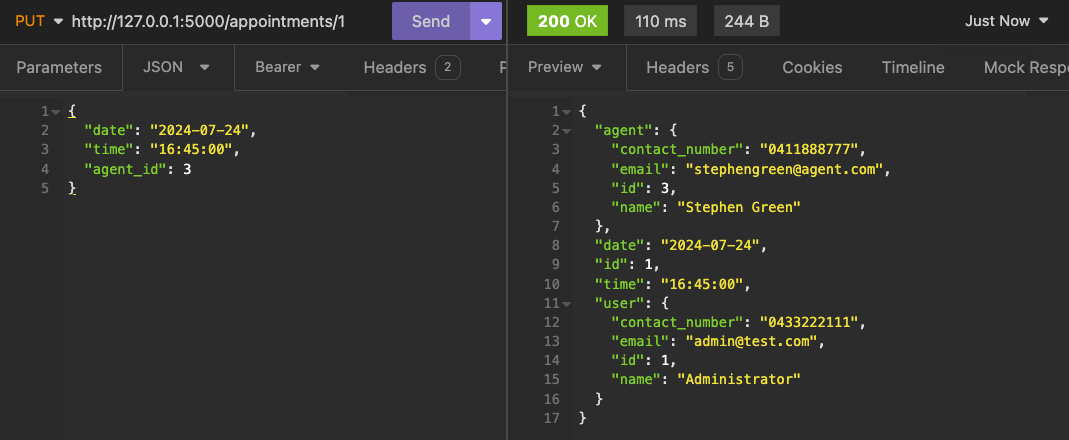 PUT http://127.0.0.1:5000/appointments/1 Send 200 OK 110 ms 244 B Just Now
Parameters JSON Bearer Headers 2 P Preview Headers 5 Cookies Timeline Mock Resp
1 {
2 "date": "2024-07-24",
3 "time": "16:45:00",
4 "agent_id": 3
5 }
1 {
2 "agent": {
3 "contact_number": "0411888777",
4 "email": "stephengreen@agent.com",
5 "id": 3,
6 "name": "Stephen Green"
7 },
8 "date": "2024-07-24",
9 "id": 1,
10 "time": "16:45:00",
11 "user": {
12 "contact_number": "0433222111",
13 "email": "admin@test.com",
14 "id": 1,
15 "name": "Administrator"
16 }
17 }